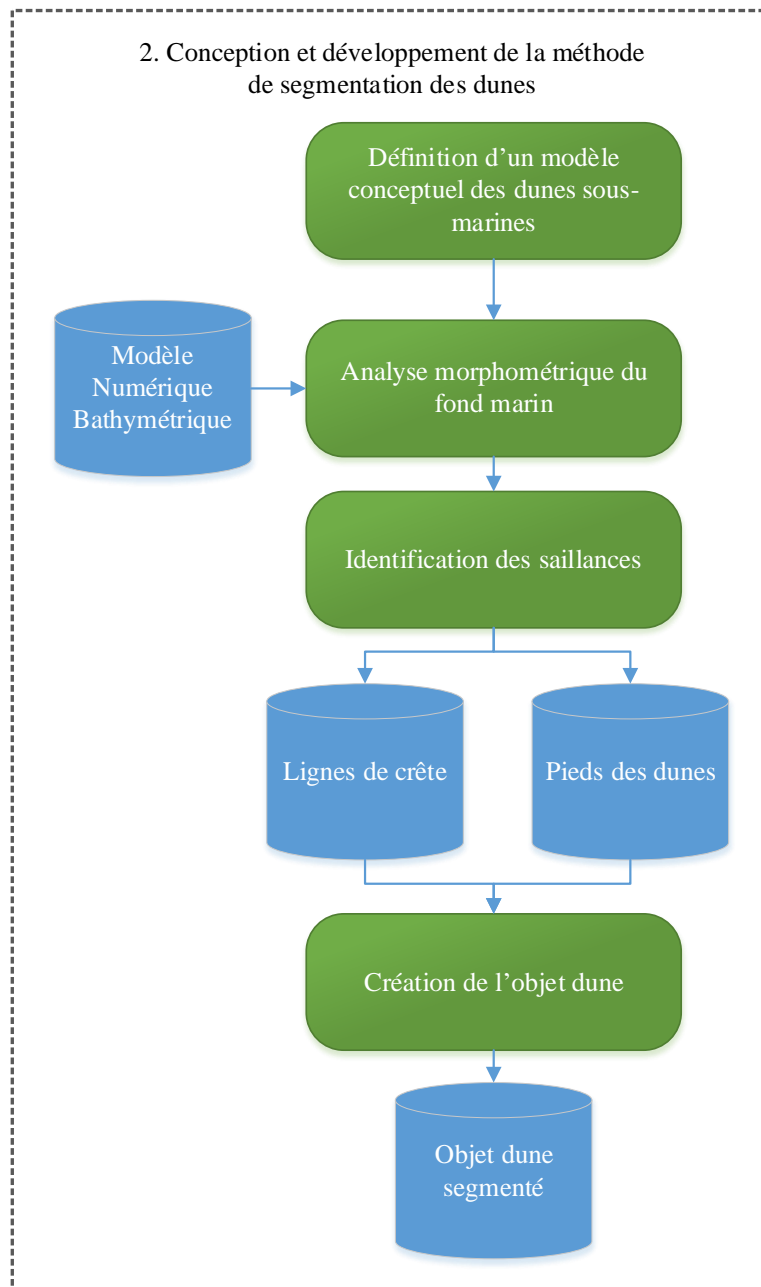 2. Conception et développement de la méthode
de segmentation des dunes
Définition d’un modèle
conceptuel des dunes sous-
marines
Modèle
Numérique
Bathymétrique
Analyse morphométrique du
fond marin
Identification des saillances
Lignes de crête
Pieds des dunes
Création de l’objet dune
Objet dune
segmenté